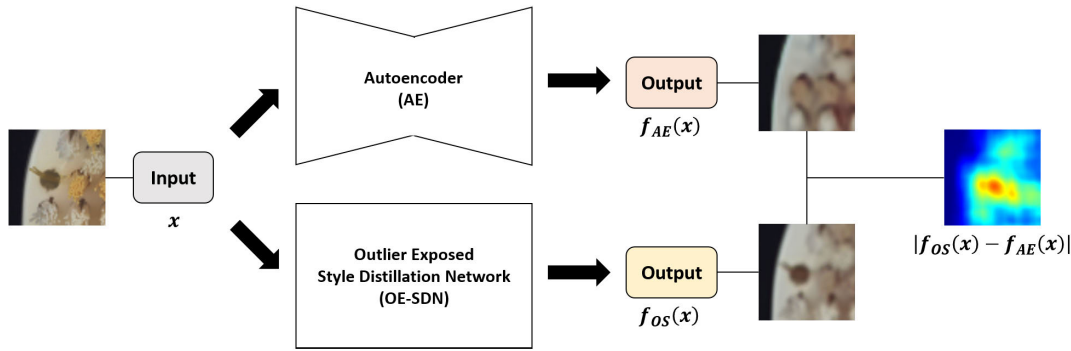 Input
x
Autoencoder
(AE)
Outlier Exposed
Style Distillation Network
(OE-SDN)
Output
f_AE(x)
Output
f_OS(x)
|f_OS(x) − f_AE(x)|